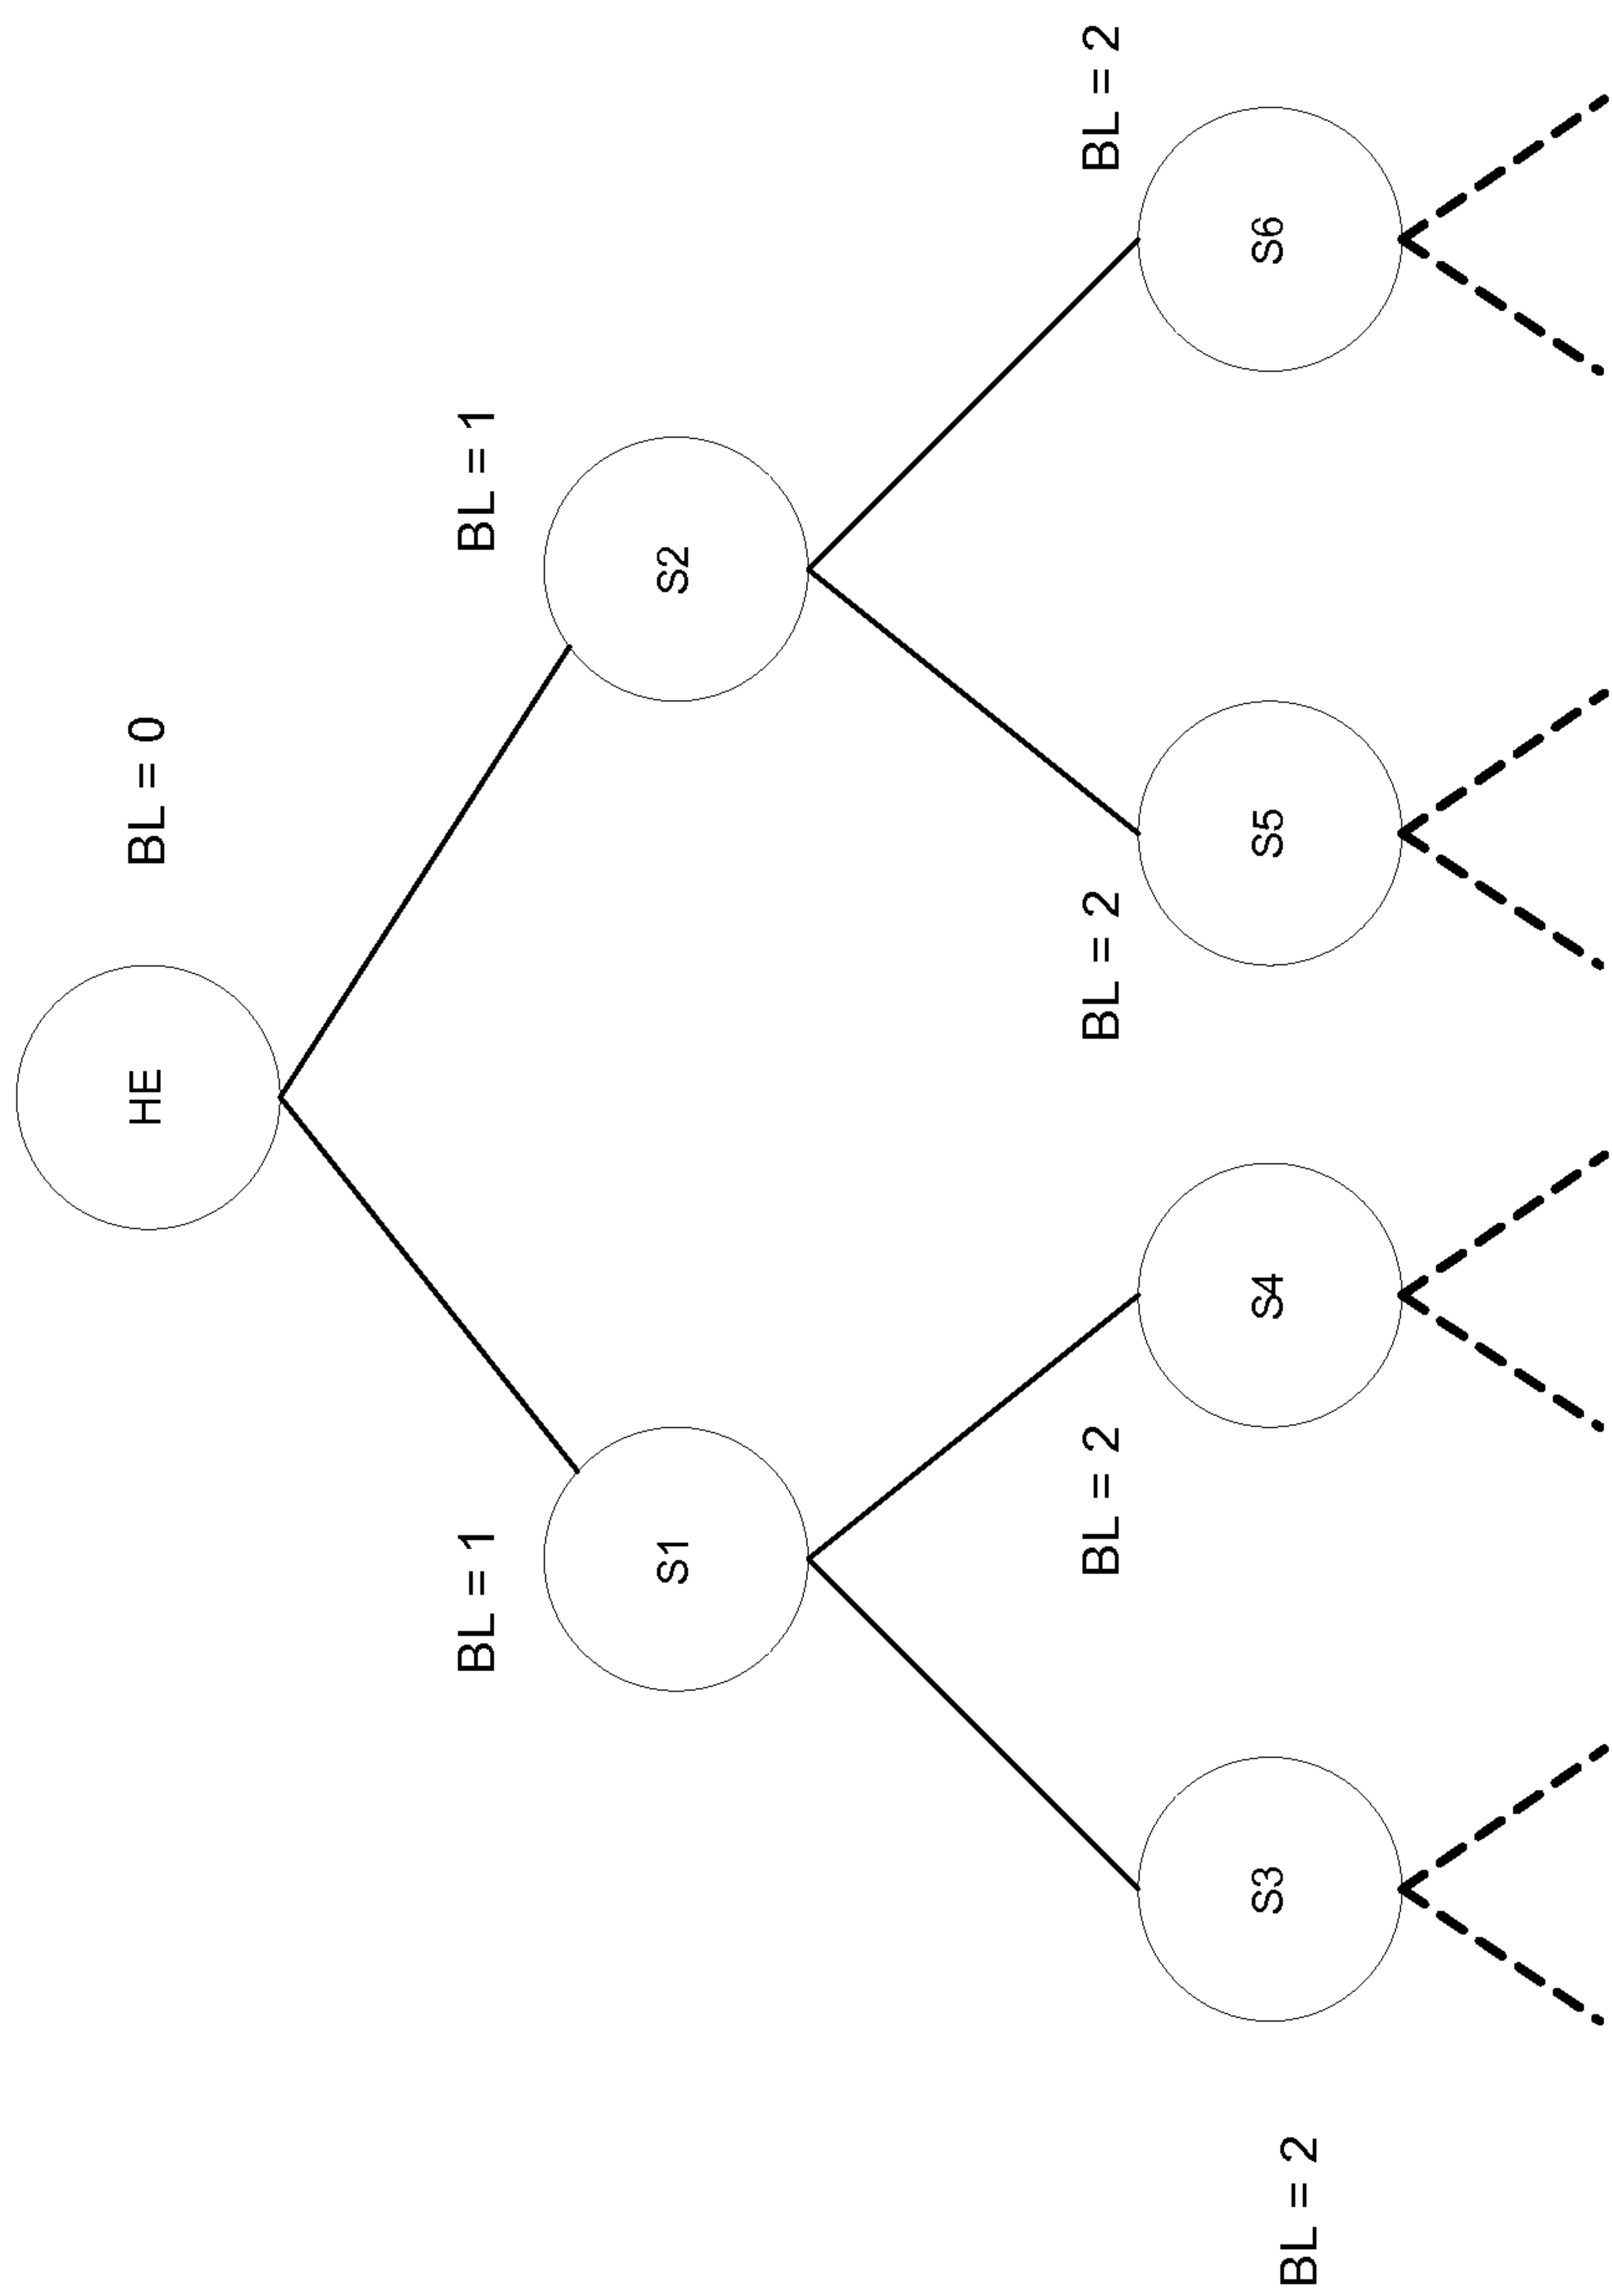 HE
BL = 0
BL = 1
S1
BL = 1
S2
BL = 2
S3
BL = 2
S4
BL = 2
S5
BL = 2
S6